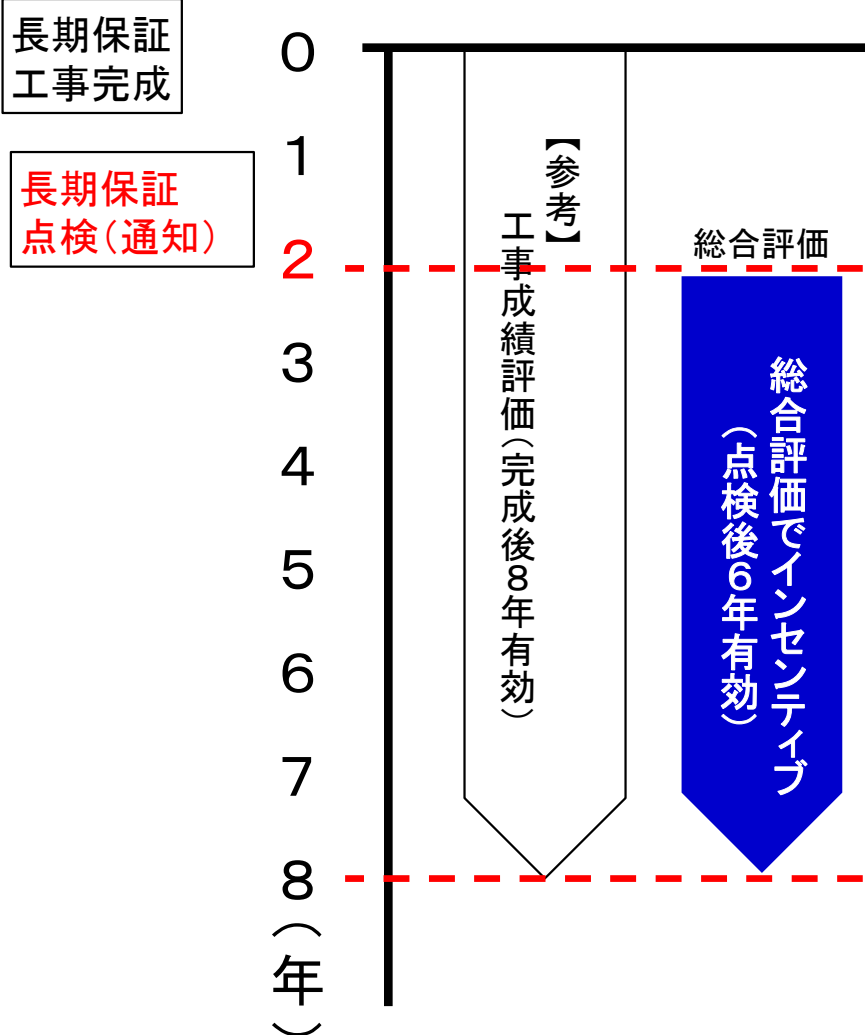 長期保証
工事完成
長期保証
点検(通知)
0
1
2
3
4
5
6
7
8
(年)
【参考】
工事成績評価(完成後8年有効)
総合評価
総合評価でインセンティブ
(点検後6年有効)